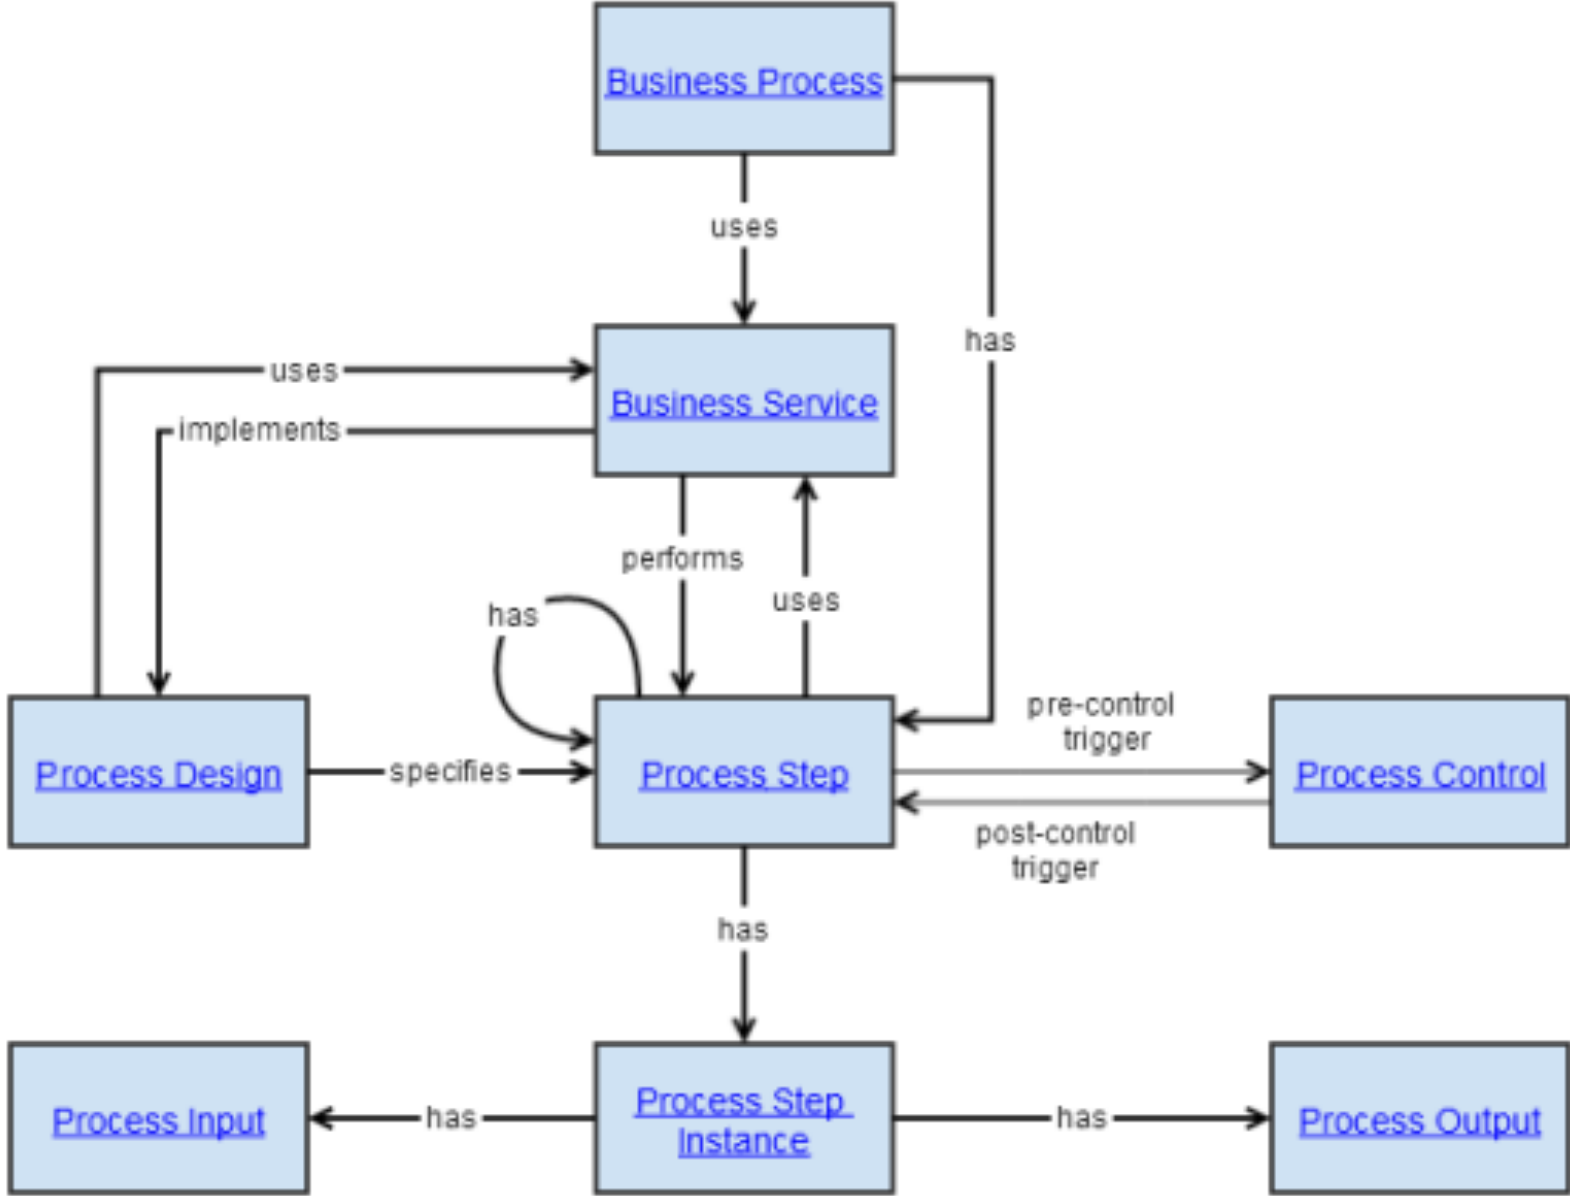 Business Process
uses
has
uses
Business Service
implements
performs
uses
has
pre-control
trigger
Process Design
specifies
Process Step
Process Control
post-control
trigger
has
Process Input
has
Process Step
Instance
has
Process Output